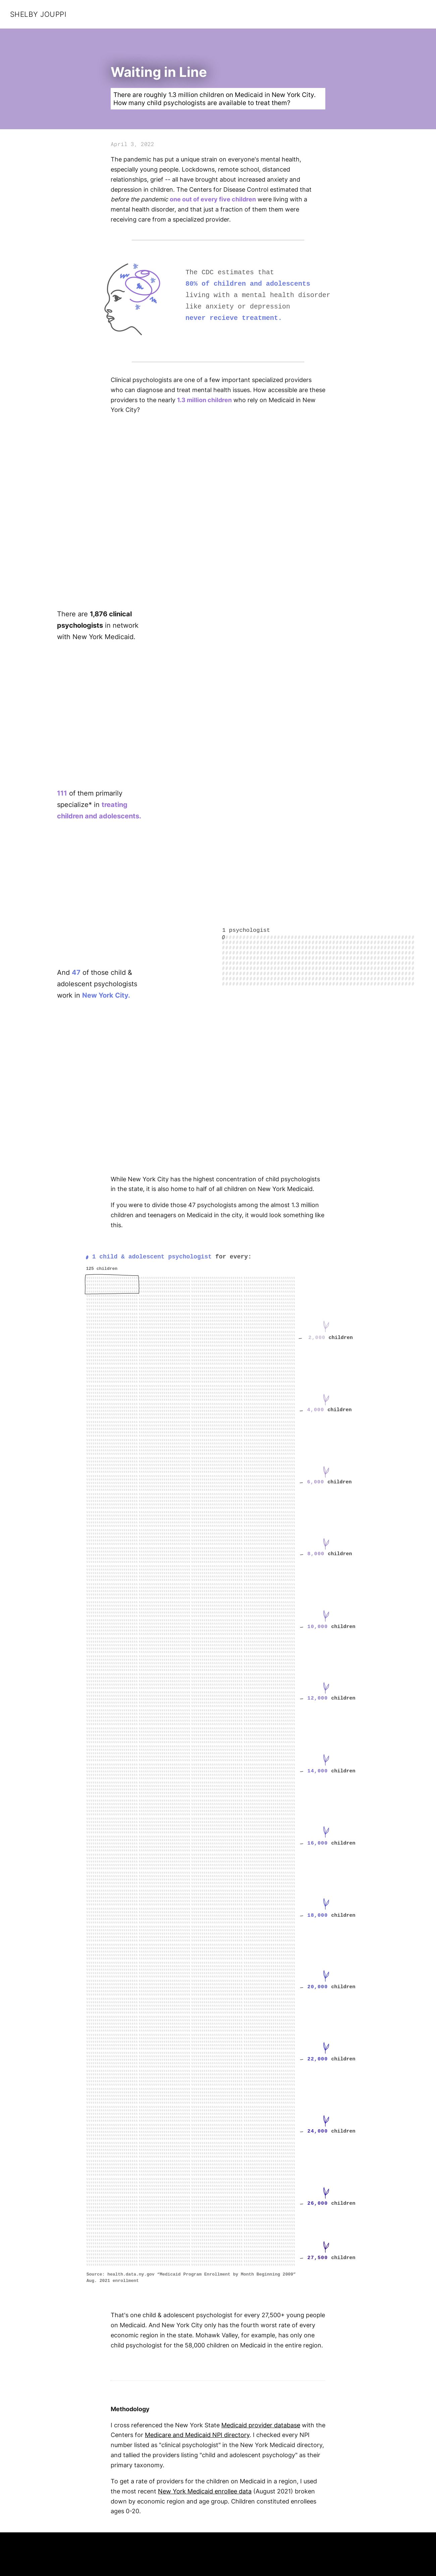 SHELBY JOUPPI
Waiting in Line
There are roughly 1.3 million children on Medicaid in New York City.
How many child psychologists are available to treat them?
April 3, 2022
The pandemic has put a unique strain on everyone's mental health,
especially young people. Lockdowns, remote school, distanced
relationships, grief -- all have brought about increased anxiety and
depression in children. The Centers for Disease Control estimated that
before the pandemic one out of every five children were living with a
mental health disorder, and that just a fraction of them them were
receiving care from a specialized provider.
The CDC estimates that
80% of children and adolescents
living with a mental health disorder
like anxiety or depression
never recieve treatment.
Clinical psychologists are one of a few important specialized providers
who can diagnose and treat mental health issues. How accessible are these
providers to the nearly 1.3 million children who rely on Medicaid in New
York City?
There are 1,876 clinical
psychologists in network
with New York Medicaid.
111 of them primarily
specialize* in treating
children and adolescents.
1 psychologist
And 47 of those child &
adolescent psychologists
work in New York City.
While New York City has the highest concentration of child psychologists
in the state, it is also home to half of all children on New York Medicaid.
If you were to divide those 47 psychologists among the almost 1.3 million
children and teenagers on Medicaid in the city, it would look something like
this.
1 child & adolescent psychologist for every:
125 children
← 2,000 children
← 4,000 children
← 6,000 children
← 8,000 children
← 10,000 children
← 12,000 children
← 14,000 children
← 16,000 children
← 18,000 children
← 20,000 children
← 22,000 children
← 24,000 children
← 26,000 children
← 27,500 children
Source: health.data.ny.gov "Medicaid Program Enrollment by Month Beginning 2009"
Aug. 2021 enrollment
That's one child & adolescent psychologist for every 27,500+ young people
on Medicaid. And New York City only has the fourth worst rate of every
economic region in the state. Mohawk Valley, for example, has only one
child psychologist for the 58,000 children on Medicaid in the entire region.
Methodology
I cross referenced the New York State Medicaid provider database with the
Centers for Medicare and Medicaid NPI directory. I checked every NPI
number listed as "clinical psychologist" in the New York Medicaid directory,
and tallied the providers listing "child and adolescent psychology" as their
primary taxonomy.
To get a rate of providers for the children on Medicaid in a region, I used
the most recent New York Medicaid enrollee data (August 2021) broken
down by economic region and age group. Children constituted enrollees
ages 0-20.